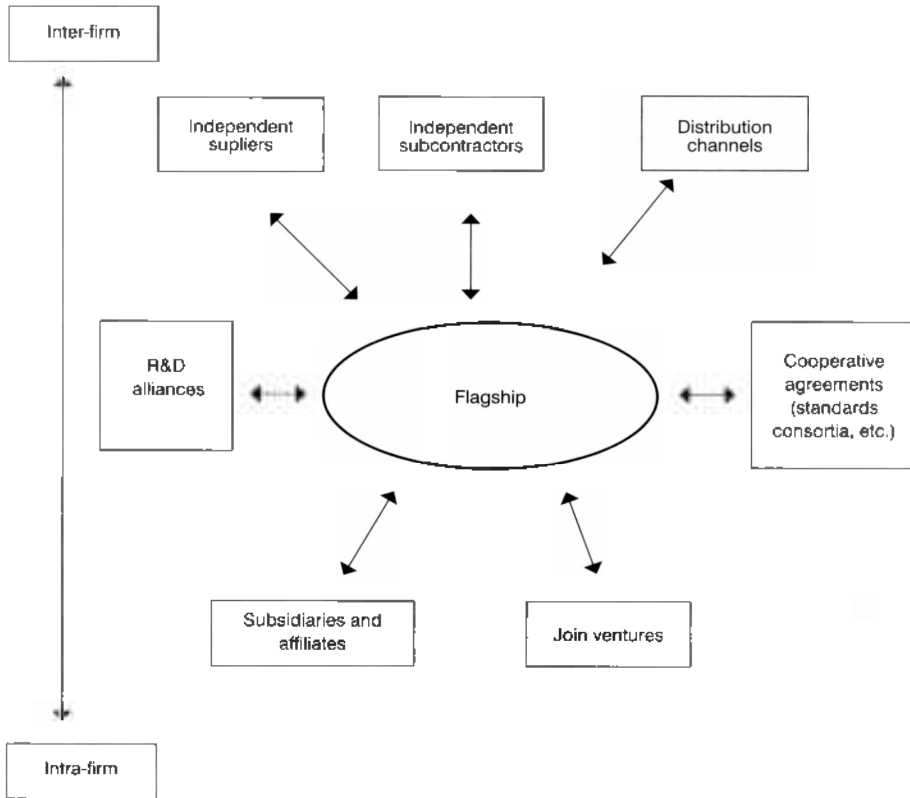 Inter-firm
Independent
supliers
Independent
subcontractors
Distribution
channels
R&D
alliances
Flagship
Cooperative
agreements
(standards
consortia, etc.)
Subsidiaries and
affiliates
Join ventures
Intra-firm